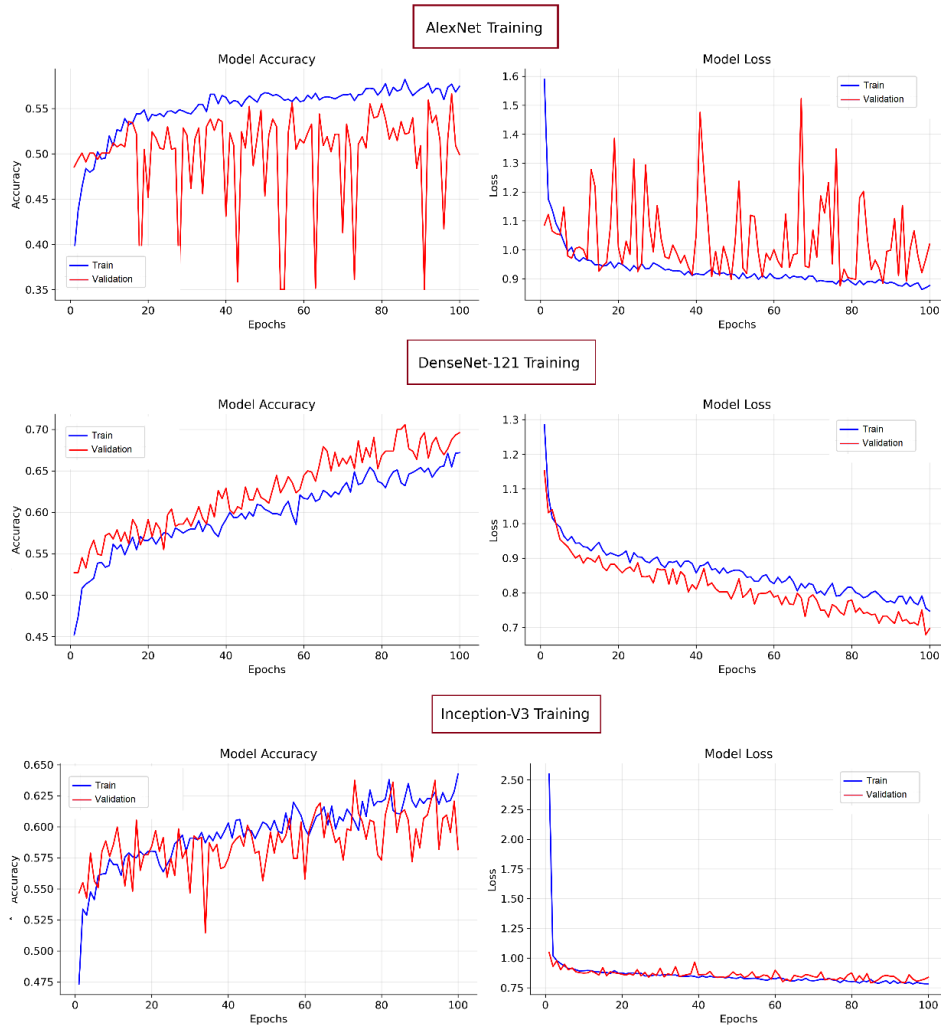 AlexNet Training
Model Accuracy
Accuracy
0.55
0.50
0.45
0.40
0.35
Train
Validation
0 20 40 60 80 100
Epochs
Model Loss
Loss
1.6
1.5
1.4
1.3
1.2
1.1
1.0
0.9
Train
Validation
0 20 40 60 80 100
Epochs
DenseNet-121 Training
Model Accuracy
Accuracy
0.70
0.65
0.60
0.55
0.50
0.45
Train
Validation
0 20 40 60 80 100
Epochs
Model Loss
Loss
1.3
1.2
1.1
1.0
0.9
0.8
0.7
Train
Validation
0 20 40 60 80 100
Epochs
Inception-V3 Training
Model Accuracy
Accuracy
0.650
0.625
0.600
0.575
0.550
0.525
0.500
0.475
Train
Validation
0 20 40 60 80 100
Epochs
Model Loss
Loss
2.50
2.25
2.00
1.75
1.50
1.25
1.00
0.75
Train
Validation
0 20 40 60 80 100
Epochs